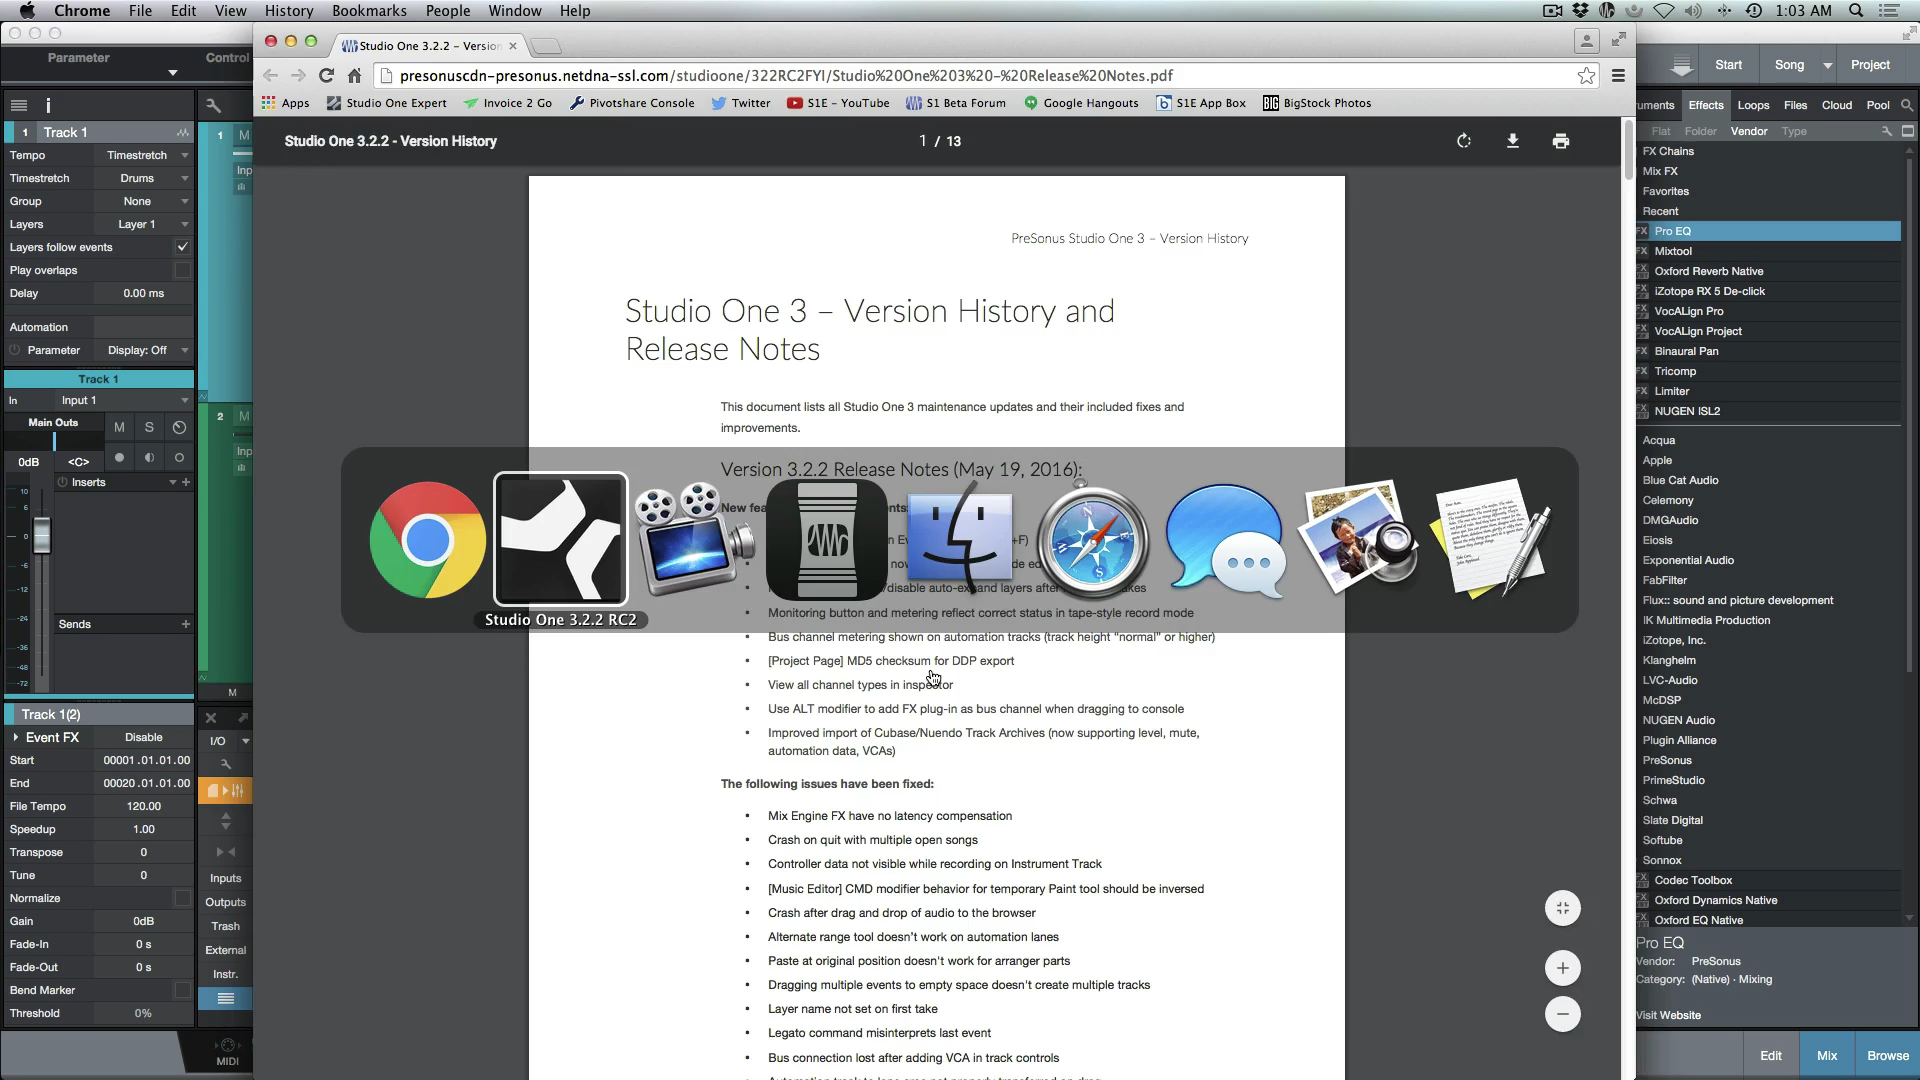 Chrome File Edit View History Bookmarks People Window Help 1:03 AM
Parameter Control
Studio One 3.2.2 – Version
presonuscdn-presonus.netdna-ssl.com/studioone/322RC2FYI/Studio%20One%203%20-%20Release%20Notes.pdf
Start Song Project
Apps Studio One Expert Invoice 2 Go Pivotshare Console Twitter S1E – YouTube S1 Beta Forum Google Hangouts S1E App Box BIG BigStock Photos
Effects Loops Files Cloud Pool
Flat Folder Vendor Type
Studio One 3.2.2 - Version History 1 / 13
1 Track 1
Tempo Timestretch
Timestretch Drums
Group None
Layers Layer 1
Layers follow events
Play overlaps
Delay 0.00 ms
Automation
Parameter Display: Off
Track 1
In Input 1
Main Outs M S
0dB <C>
Inserts
Sends
10
6
0
-6
-12
-24
-36
-48
-72
1 M
Inp
2 M
Inp
M
Track 1(2)
Event FX Disable
Start 00001.01.01.00
End 00020.01.01.00
File Tempo 120.00
Speedup 1.00
Transpose 0
Tune 0
Normalize
Gain 0dB
Fade-In 0 s
Fade-Out 0 s
Bend Marker
Threshold 0%
I/O
Inputs
Outputs
Trash
External
Instr.
MIDI
PreSonus Studio One 3 – Version History
Studio One 3 – Version History and
Release Notes
This document lists all Studio One 3 maintenance updates and their included fixes and
improvements.
Version 3.2.2 Release Notes (May 19, 2016):
New fea
/disable auto-expand layers after
Studio One 3.2.2 RC2
• Monitoring button and metering reflect correct status in tape-style record mode
• Bus channel metering shown on automation tracks (track height "normal" or higher)
• [Project Page] MD5 checksum for DDP export
• View all channel types in inspector
• Use ALT modifier to add FX plug-in as bus channel when dragging to console
• Improved import of Cubase/Nuendo Track Archives (now supporting level, mute,
automation data, VCAs)
The following issues have been fixed:
• Mix Engine FX have no latency compensation
• Crash on quit with multiple open songs
• Controller data not visible while recording on Instrument Track
• [Music Editor] CMD modifier behavior for temporary Paint tool should be inversed
• Crash after drag and drop of audio to the browser
• Alternate range tool doesn't work on automation lanes
• Paste at original position doesn't work for arranger parts
• Dragging multiple events to empty space doesn't create multiple tracks
• Layer name not set on first take
• Legato command misinterprets last event
• Bus connection lost after adding VCA in track controls
FX Chains
Mix FX
Favorites
Recent
Pro EQ
Mixtool
Oxford Reverb Native
iZotope RX 5 De-click
VocALign Pro
VocALign Project
Binaural Pan
Tricomp
Limiter
NUGEN ISL2
Acqua
Apple
Blue Cat Audio
Celemony
DMGAudio
Eiosis
Exponential Audio
FabFilter
Flux:: sound and picture development
IK Multimedia Production
iZotope, Inc.
Klanghelm
LVC-Audio
McDSP
NUGEN Audio
Plugin Alliance
PreSonus
PrimeStudio
Schwa
Slate Digital
Softube
Sonnox
Codec Toolbox
Oxford Dynamics Native
Oxford EQ Native
Pro EQ
Vendor: PreSonus
Category: (Native) · Mixing
Visit Website
Edit Mix Browse